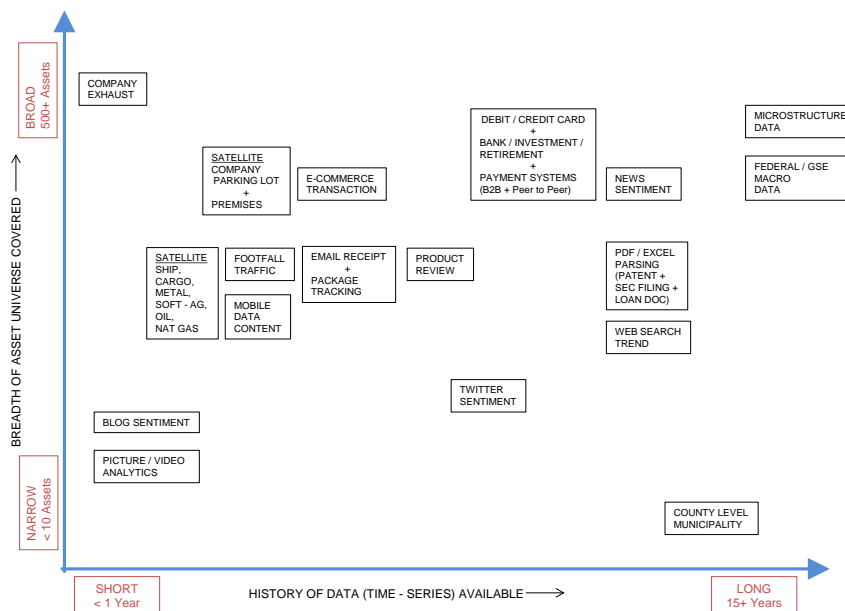 BROAD
500+ Assets
BREADTH OF ASSET UNIVERSE COVERED
NARROW
< 10 Assets
COMPANY
EXHAUST
SATELLITE
COMPANY
PARKING LOT
+
PREMISES
E-COMMERCE
TRANSACTION
DEBIT / CREDIT CARD
+
BANK / INVESTMENT /
RETIREMENT
+
PAYMENT SYSTEMS
(B2B + Peer to Peer)
NEWS
SENTIMENT
MICROSTRUCTURE
DATA
FEDERAL / GSE
MACRO
DATA
SATELLITE
SHIP,
CARGO,
METAL,
SOFT - AG,
OIL,
NAT GAS
FOOTFALL
TRAFFIC
MOBILE
DATA
CONTENT
EMAIL RECEIPT
+
PACKAGE
TRACKING
PRODUCT
REVIEW
PDF / EXCEL
PARSING
(PATENT +
SEC FILING +
LOAN DOC)
WEB SEARCH
TREND
TWITTER
SENTIMENT
BLOG SENTIMENT
PICTURE / VIDEO
ANALYTICS
COUNTY LEVEL
MUNICIPALITY
SHORT
< 1 Year
HISTORY OF DATA (TIME - SERIES) AVAILABLE
LONG
15+ Years